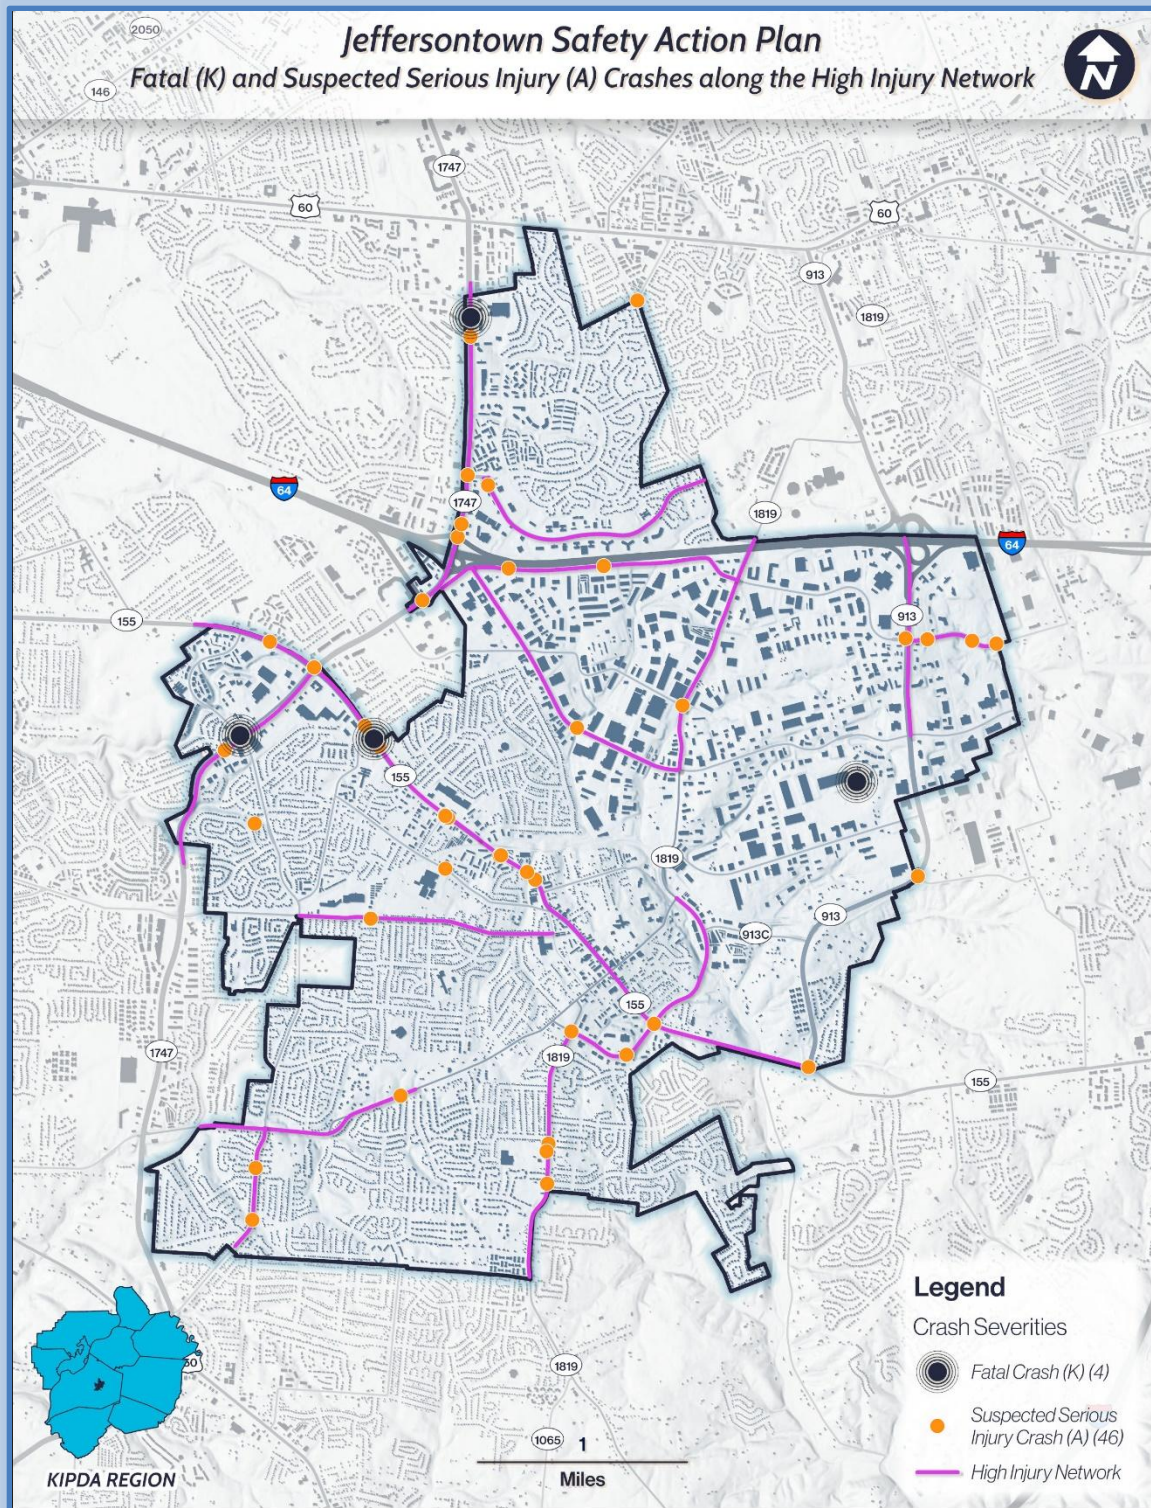 Jeffersontown Safety Action Plan
Fatal (K) and Suspected Serious Injury (A) Crashes along the High Injury Network
N
2050
146
1747
60
60
913
1819
64
1747
1819
64
155
913
155
1819
913
913C
155
1819
1747
155
Legend
Crash Severities
Fatal Crash (K) (4)
Suspected Serious
Injury Crash (A) (46)
High Injury Network
1819
1065
1
Miles
KIPDA REGION